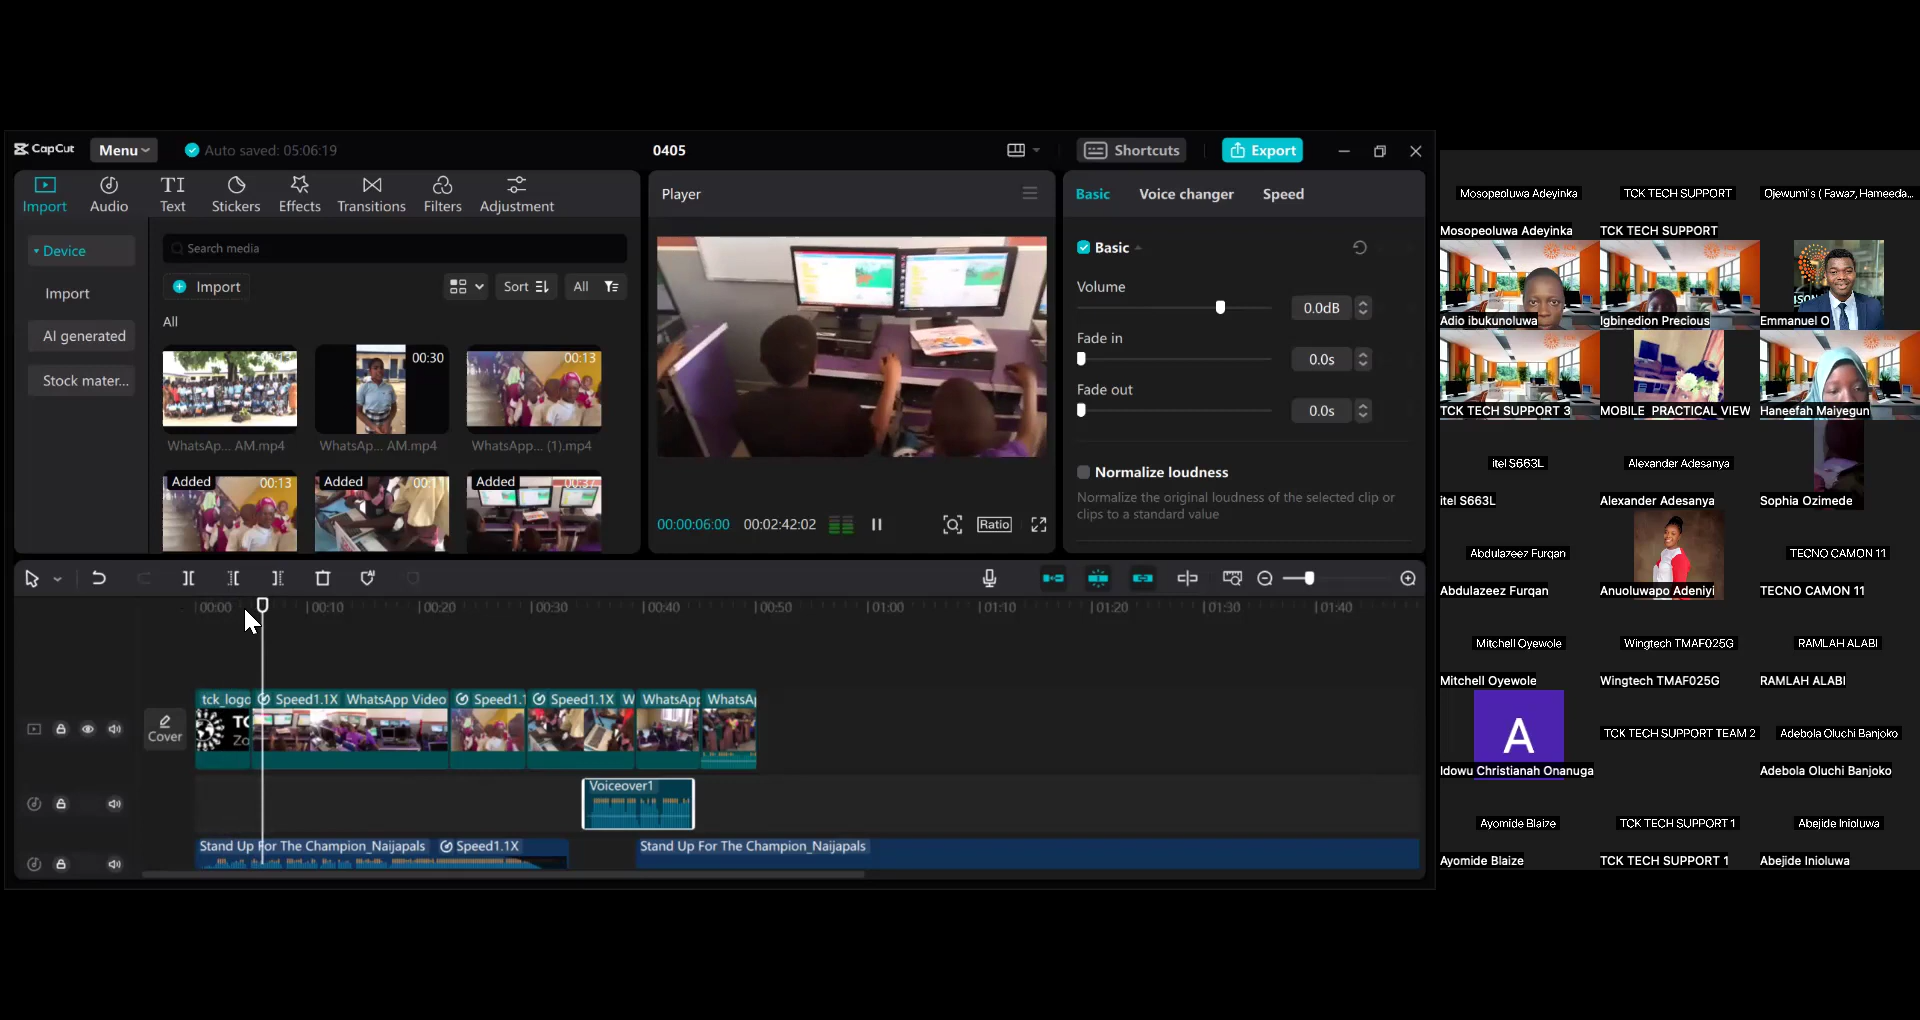 CapCut
Menu
Auto saved: 05:06:19
0405
Shortcuts
Export
Import
Audio
Text
Stickers
Effects
Transitions
Filters
Adjustment
Device
Import
AI generated
Stock mater...
Search media
Import
Sort
All
All
00:30
00:13
WhatsAp... AM.mp4
WhatsAp... AM.mp4
WhatsApp... (1).mp4
Added
00:13
Added
Added
00:37
Player
00:00:06:00
00:02:42:02
Ratio
Basic
Voice changer
Speed
Basic
Volume
0.0dB
Fade in
0.0s
Fade out
0.0s
Normalize loudness
Normalize the original loudness of the selected clip or
clips to a standard value
00:00
00:10
00:20
00:30
00:40
00:50
01:00
01:10
01:20
01:30
01:40
Cover
tck_logo
Speed1.1X WhatsApp Video
Speed1.1
Speed1.1X W
WhatsApp
WhatsAp
Voiceover1
Stand Up For The Champion_Naijapals
Speed1.1X
Stand Up For The Champion_Naijapals
Mosopeoluwa Adeyinka
TCK TECH SUPPORT
Ojewumi's ( Fawaz, Hameeda...
Mosopeoluwa Adeyinka
TCK TECH SUPPORT
Adio ibukunoluwa
Igbinedion Precious
Emmanuel O
TCK TECH SUPPORT 3
MOBILE PRACTICAL VIEW
Haneefah Maiyegun
itel S663L
Alexander Adesanya
itel S663L
Alexander Adesanya
Sophia Ozimede
Abdulazeez Furqan
TECNO CAMON 11
Abdulazeez Furqan
Anuoluwapo Adeniyi
TECNO CAMON 11
Mitchell Oyewole
Wingtech TMAF025G
RAMLAH ALABI
Mitchell Oyewole
Wingtech TMAF025G
RAMLAH ALABI
A
TCK TECH SUPPORT TEAM 2
Adebola Oluchi Banjoko
Idowu Christianah Onanuga
Adebola Oluchi Banjoko
Ayomide Blaize
TCK TECH SUPPORT 1
Abejide Inioluwa
Ayomide Blaize
TCK TECH SUPPORT 1
Abejide Inioluwa